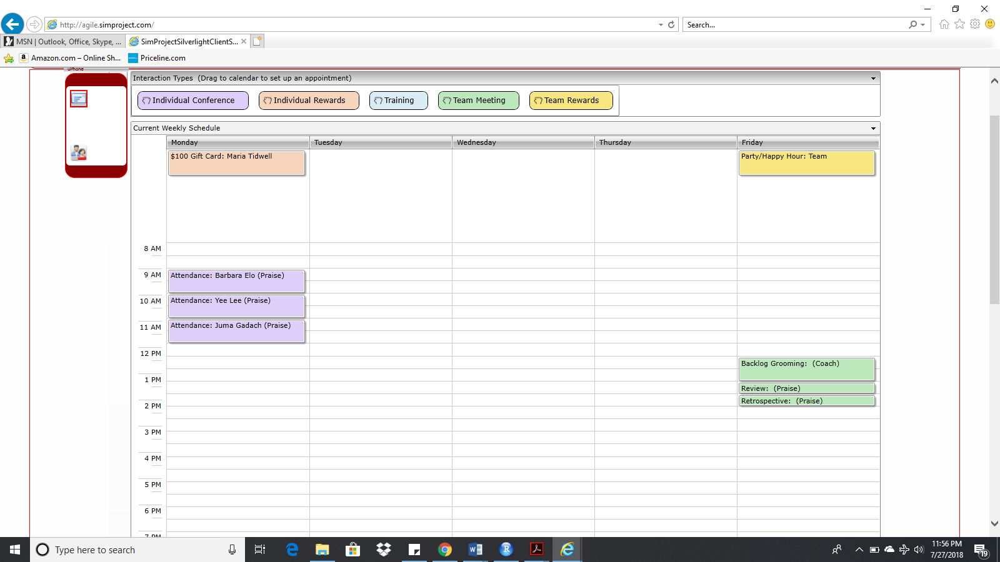 http://agile.simproject.com/
Search...
MSN | Outlook, Office, Skype, ...
SimProjectSilverlightClientS...
Amazon.com – Online Sh...
Priceline.com
uPhone
Interaction Types  (Drag to calendar to set up an appointment)
Individual Conference
Individual Rewards
Training
Team Meeting
Team Rewards
Current Weekly Schedule
Monday
Tuesday
Wednesday
Thursday
Friday
$100 Gift Card: Maria Tidwell
Party/Happy Hour: Team
8 AM
9 AM
Attendance: Barbara Elo (Praise)
10 AM
Attendance: Yee Lee (Praise)
11 AM
Attendance: Juma Gadach (Praise)
12 PM
Backlog Grooming:  (Coach)
1 PM
Review:  (Praise)
Retrospective:  (Praise)
2 PM
3 PM
4 PM
5 PM
6 PM
7 PM
Type here to search
11:56 PM
7/27/2018
19